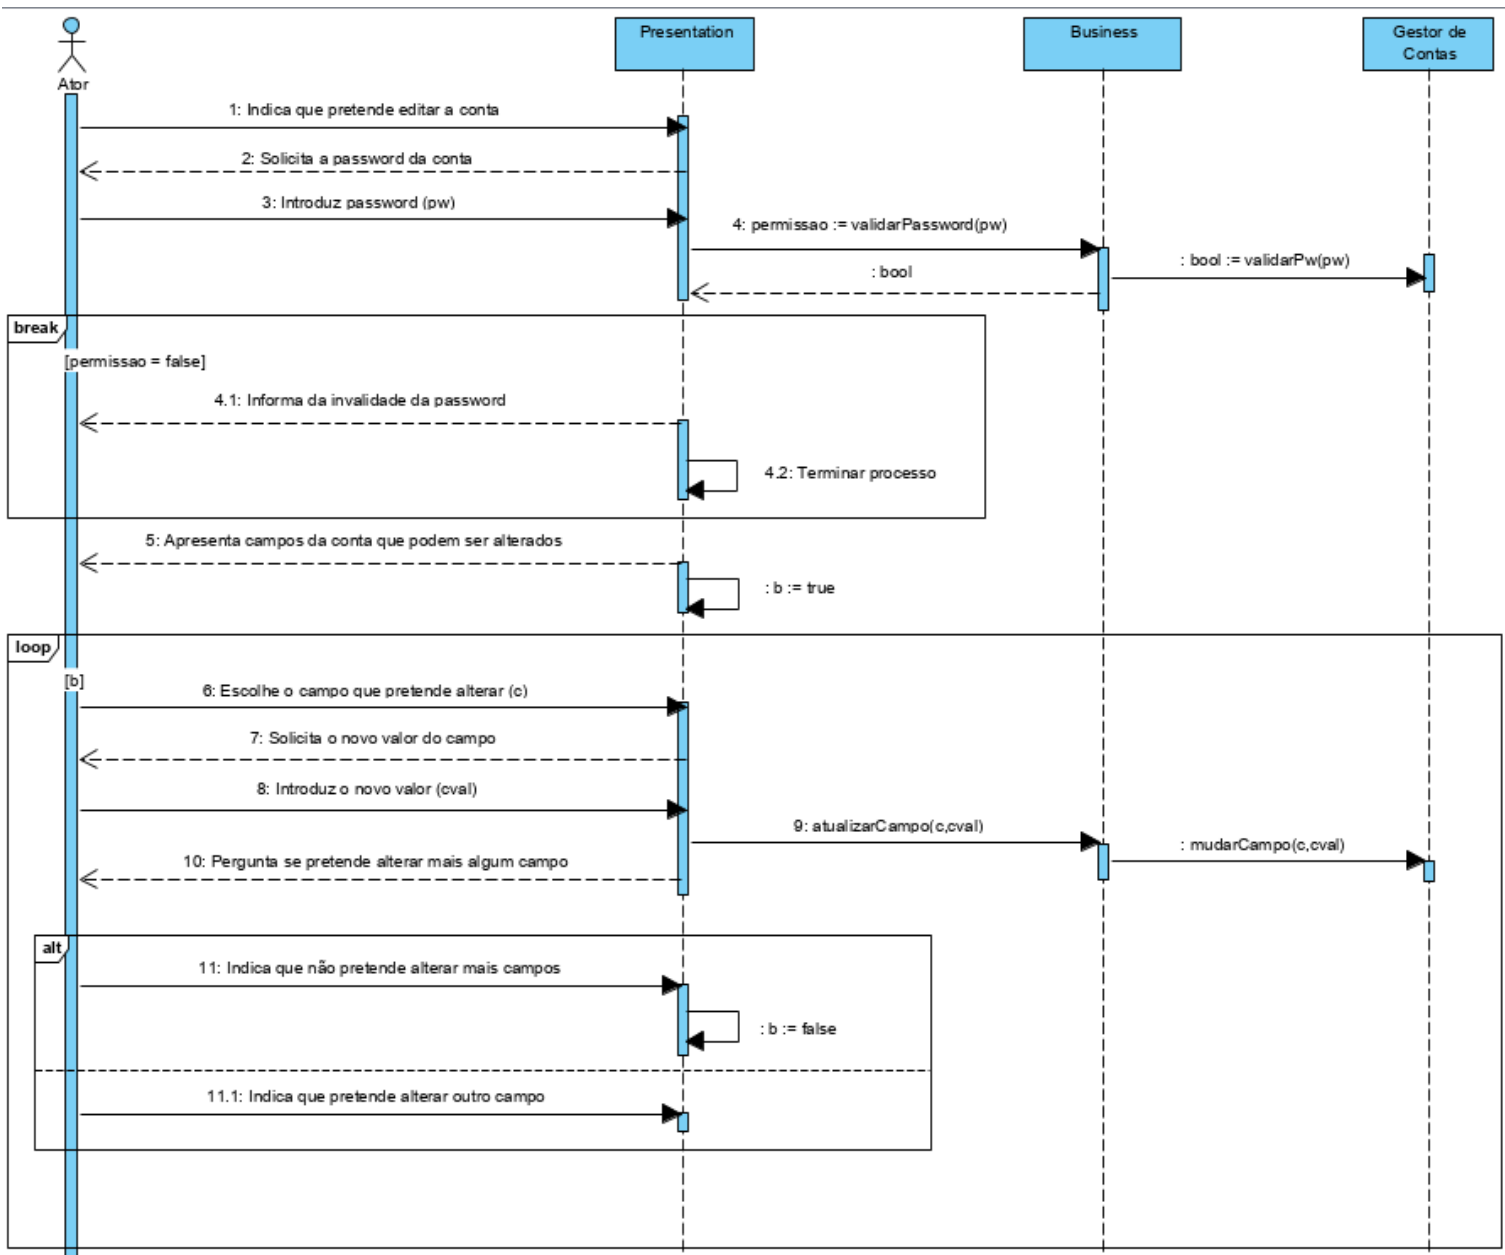 Ator
Presentation
Business
Gestor de
Contas
1: Indica que pretende editar a conta
2: Solicita a password da conta
3: Introduz password (pw)
4: permissao := validarPassword(pw)
: bool := validarPw(pw)
: bool
break
[permissao = false]
4.1: Informa da invalidade da password
4.2: Terminar processo
5: Apresenta campos da conta que podem ser alterados
: b := true
loop
[b]
6: Escolhe o campo que pretende alterar (c)
7: Solicita o novo valor do campo
8: Introduz o novo valor (cval)
9: atualizarCampo(c,cval)
: mudarCampo(c,cval)
10: Pergunta se pretende alterar mais algum campo
alt
11: Indica que não pretende alterar mais campos
: b := false
11.1: Indica que pretende alterar outro campo